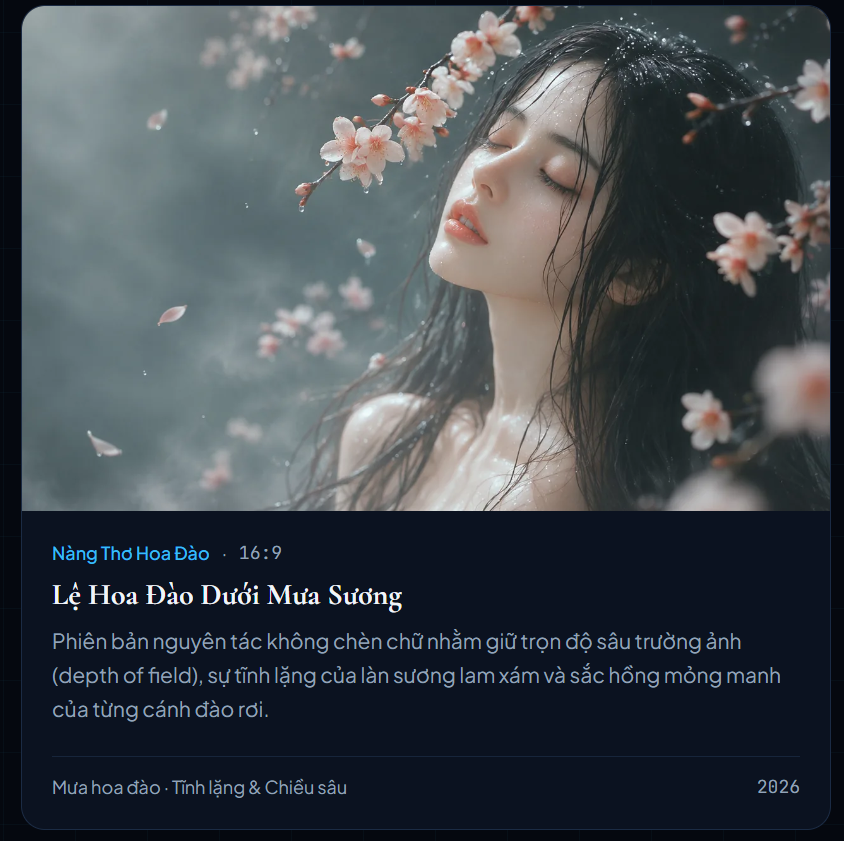 Nàng Thơ Hoa Đào · 16:9
Lệ Hoa Đào Dưới Mưa Sương
Phiên bản nguyên tác không chèn chữ nhằm giữ trọn độ sâu trường ảnh
(depth of field), sự tĩnh lặng của làn sương lam xám và sắc hồng mỏng manh
của từng cánh đào rơi.
Mưa hoa đào · Tĩnh lặng & Chiều sâu 2026